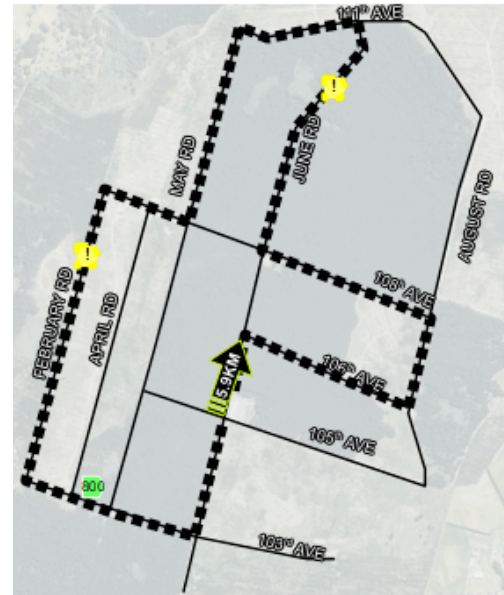 111th AVE
!
MAY RD
JUNE RD
AUGUST RD
!
FEBRUARY RD
APRIL RD
108th AVE
5.9KM
106th AVE
105th AVE
800
103rd AVE